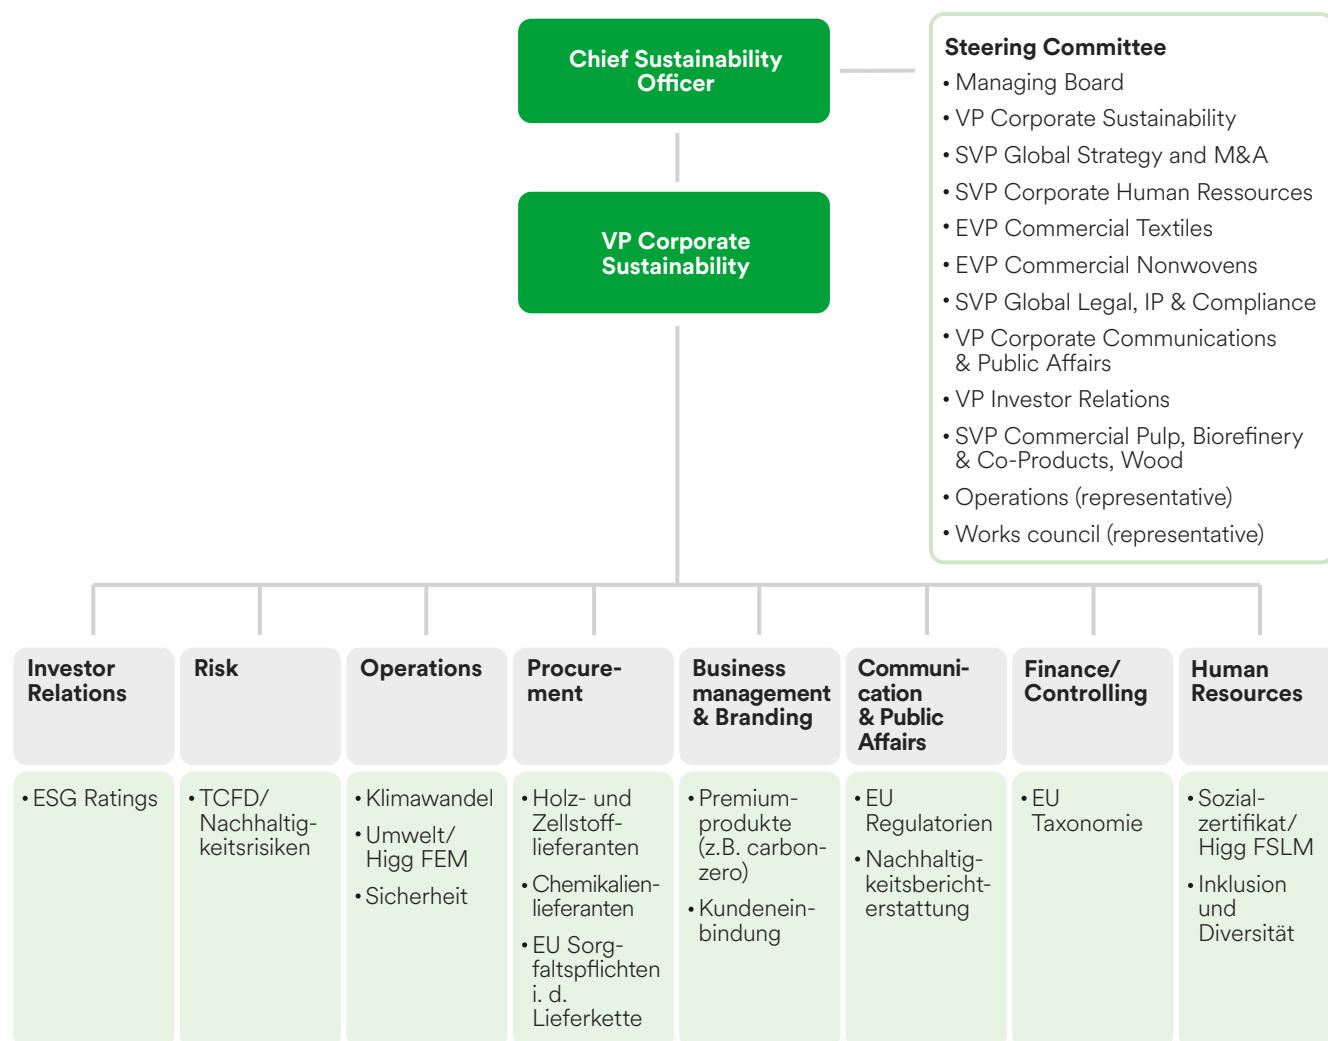 Chief Sustainability
Officer
VP Corporate
Sustainability
Steering Committee
• Managing Board
• VP Corporate Sustainability
• SVP Global Strategy and M&A
• SVP Corporate Human Ressources
• EVP Commercial Textiles
• EVP Commercial Nonwovens
• SVP Global Legal, IP & Compliance
• VP Corporate Communications
& Public Affairs
• VP Investor Relations
• SVP Commercial Pulp, Biorefinery
& Co-Products, Wood
• Operations (representative)
• Works council (representative)
Investor
Relations
• ESG Ratings
Risk
• TCFD/
Nachhaltig-
keitsrisiken
Operations
• Klimawandel
• Umwelt/
Higg FEM
• Sicherheit
Procure-
ment
• Holz- und
Zellstoff-
lieferanten
• Chemikalien-
lieferanten
• EU Sorg-
faltspflichten
i. d.
Lieferkette
Business
management
& Branding
• Premium-
produkte
(z.B. carbon-
zero)
• Kundenein-
bindung
Communi-
cation
& Public
Affairs
• EU
Regulatorien
• Nachhaltig-
keitsbericht-
erstattung
Finance/
Controlling
• EU
Taxonomie
Human
Resources
• Sozial-
zertifikat/
Higg FSLM
• Inklusion
und
Diversität